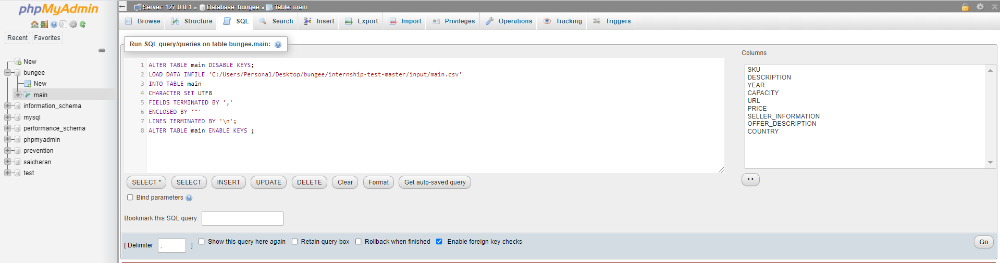 phpMyAdmin
Recent Favorites
New
bungee
New
main
information_schema
mysql
performance_schema
phpmyadmin
prevention
saicharan
test
Server: 127.0.0.1 » Database: bungee » Table: main
Browse Structure SQL Search Insert Export Import Privileges Operations Tracking Triggers
Run SQL query/queries on table bungee.main:
1 ALTER TABLE main DISABLE KEYS;
2 LOAD DATA INFILE 'C:/Users/Personal/Desktop/bungee/internship-test-master/input/main.csv'
3 INTO TABLE main
4 CHARACTER SET UTF8
5 FIELDS TERMINATED BY ','
6 ENCLOSED BY '"'
7 LINES TERMINATED BY '\n';
8 ALTER TABLE main ENABLE KEYS ;
Columns
SKU
DESCRIPTION
YEAR
CAPACITY
URL
PRICE
SELLER_INFORMATION
OFFER_DESCRIPTION
COUNTRY
<<
SELECT * SELECT INSERT UPDATE DELETE Clear Format Get auto-saved query
Bind parameters
Bookmark this SQL query:
[ Delimiter ; ] Show this query here again Retain query box Rollback when finished Enable foreign key checks Go